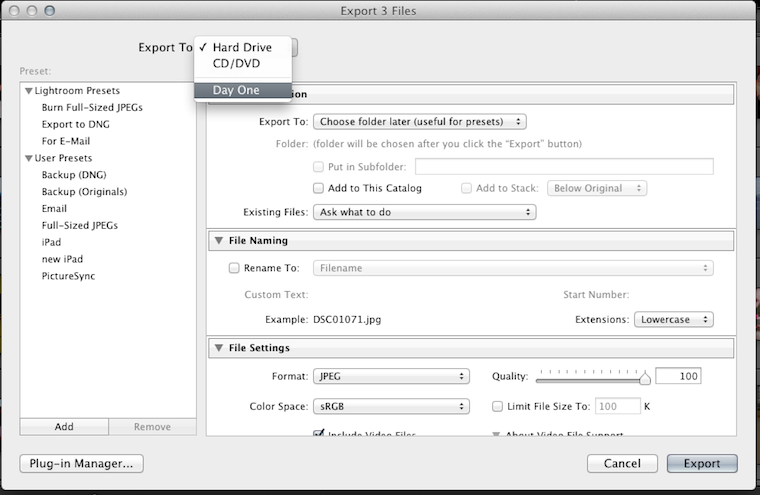 Export 3 Files
Export To
✓ Hard Drive
CD/DVD
Day One
Preset:
Lightroom Presets
Burn Full-Sized JPEGs
Export to DNG
For E-Mail
User Presets
Backup (DNG)
Backup (Originals)
Email
Full-Sized JPEGs
iPad
new iPad
PictureSync
Add Remove
Export To: Choose folder later (useful for presets)
Folder: (folder will be chosen after you click the “Export” button)
Put in Subfolder:
Add to This Catalog Add to Stack: Below Original
Existing Files: Ask what to do
File Naming
Rename To: Filename
Custom Text: Start Number:
Example: DSC01071.jpg Extensions: Lowercase
File Settings
Format: JPEG Quality: 100
Color Space: sRGB Limit File Size To: 100 K
Include Video Files About Video File Support
Plug-in Manager... Cancel Export